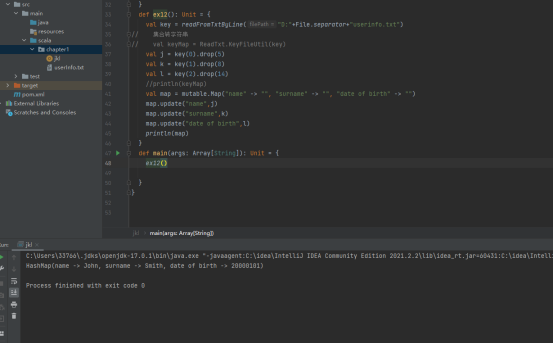 src
main
java
resources
scala
chapter1
jkl
userinfo.txt
test
target
pom.xml
External Libraries
Scratches and Consoles
32 }
33 def ex12(): Unit = {
34 val key = readFromTxtByLine( filePath = "D:"+File.separator+"userinfo.txt")
35 //
36 // val keyMap = ReadTxt.KeyFileUtil(key)
37 val j = key(0).drop(5)
38 val k = key(1).drop(8)
39 val l = key(2).drop(14)
40 //println(keyMap)
41 val map = mutable.Map("name" -> "", "surname" -> "", "date of birth" -> "")
42 map.update("name",j)
43 map.update("surname",k)
44 map.update("date of birth",l)
45 println(map)
46 }
47 def main(args: Array[String]): Unit = {
48 ex12()
49
50 }
51 }
52
53
jkl › main(args: Array[String])
jkl
C:\Users\33766\.jdks\openjdk-17.0.1\bin\java.exe "-javaagent:C:\idea\IntelliJ IDEA Community Edition 2021.2.2\lib\idea_rt.jar=60431:C:\idea\Intelli
HashMap(name -> John, surname -> Smith, date of birth -> 20000101)
Process finished with exit code 0